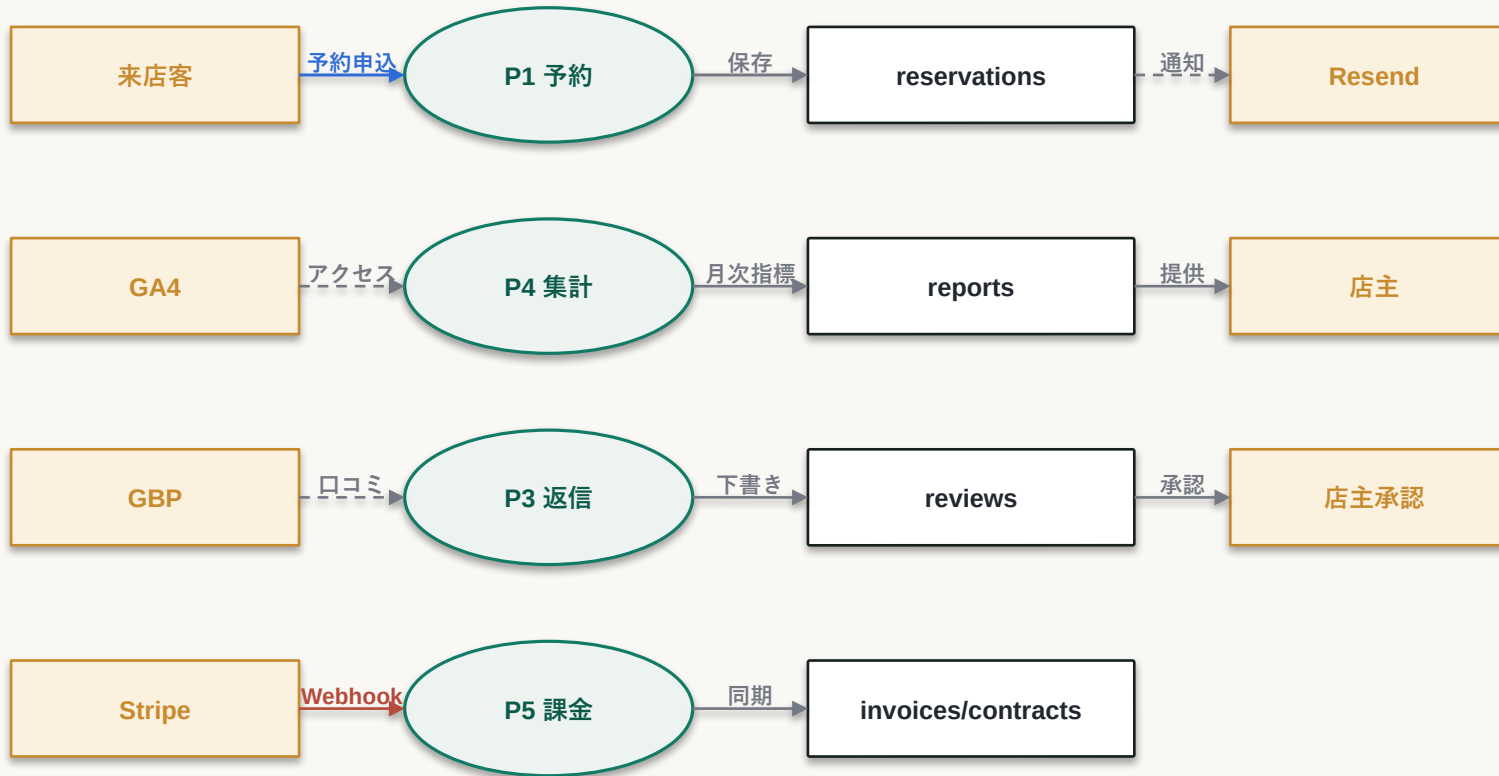 来店客
予約申込
P1 予約
保存
reservations
通知
Resend
GA4
アクセス
P4 集計
月次指標
reports
提供
店主
GBP
口コミ
P3 返信
下書き
reviews
承認
店主承認
Stripe
Webhook
P5 課金
同期
invoices/contracts